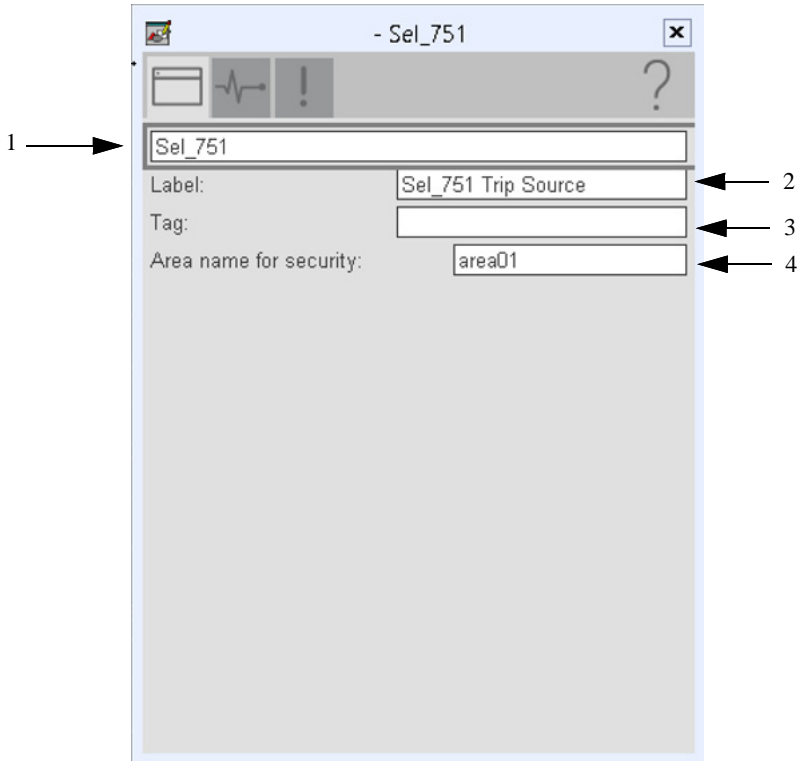 - Sel_751
1
Sel_751
Label: Sel_751 Trip Source 2
Tag: 3
Area name for security: area01 4